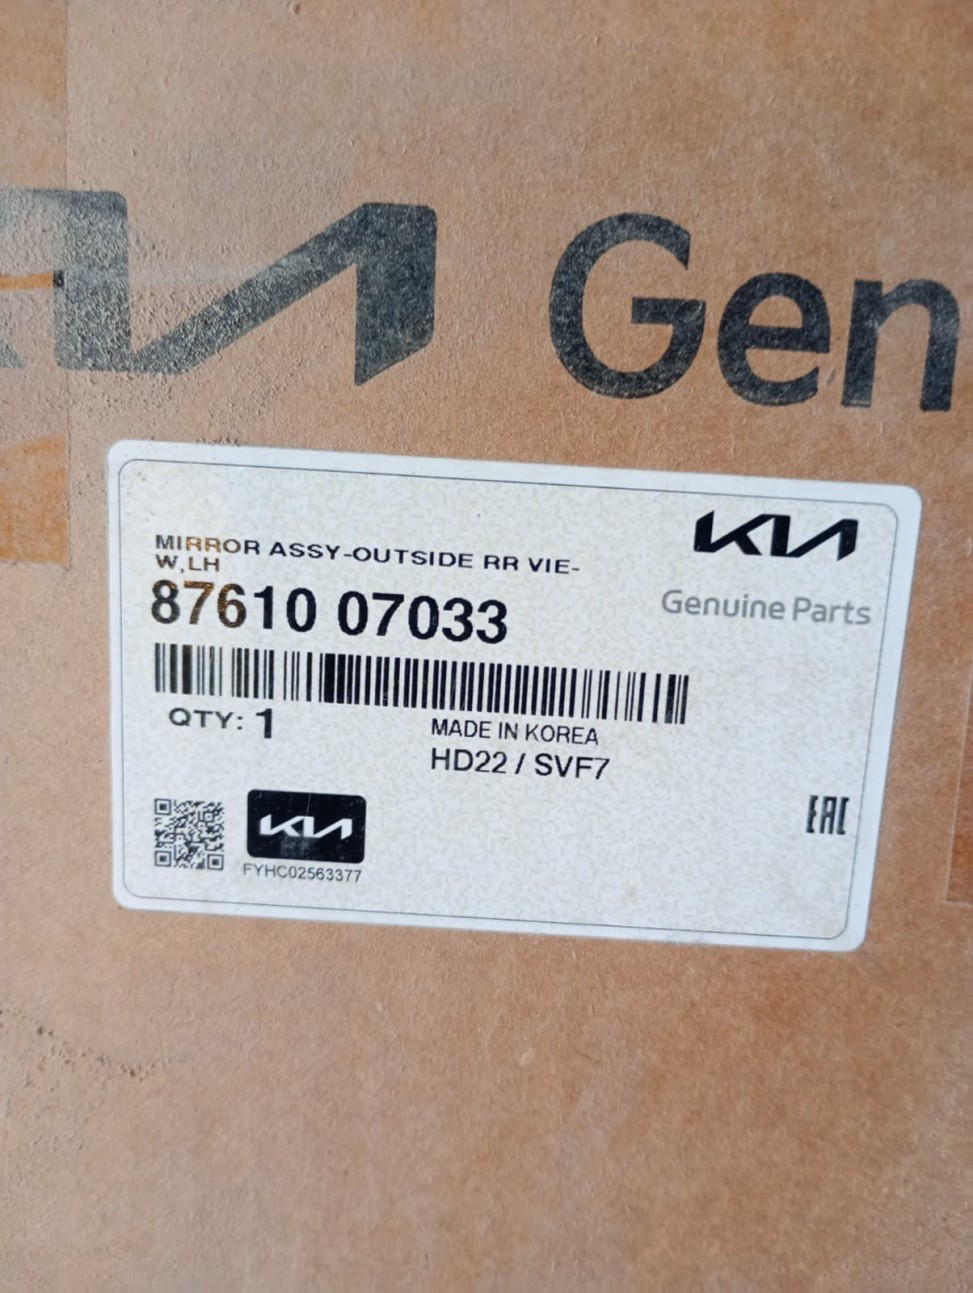 KIA Gen
MIRROR ASSY-OUTSIDE RR VIE-
W,LH
87610 07033
KIA
Genuine Parts
QTY: 1
MADE IN KOREA
HD22 / SVF7
KIA
FYHC02563377
EAC